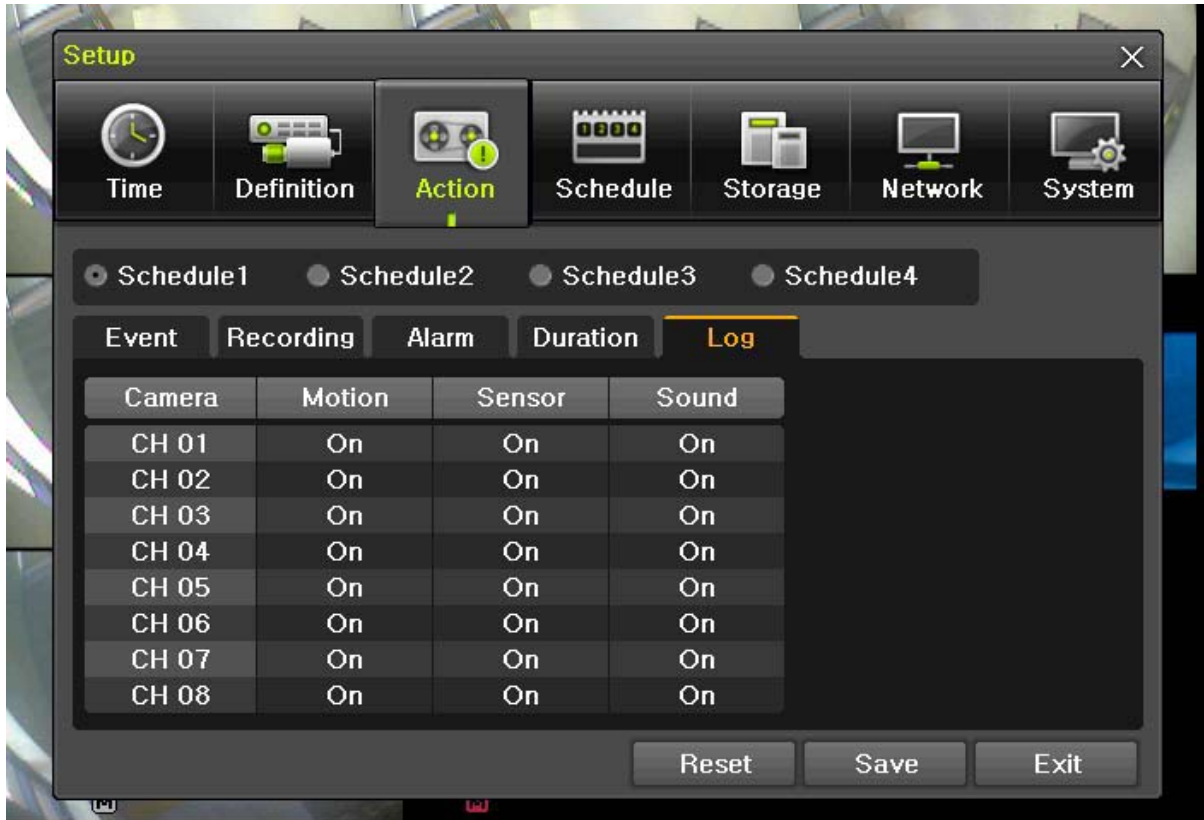 Setup
Time Definition Action Schedule Storage Network System
Schedule1 Schedule2 Schedule3 Schedule4
Event Recording Alarm Duration Log
Camera Motion Sensor Sound
CH 01 On On On
CH 02 On On On
CH 03 On On On
CH 04 On On On
CH 05 On On On
CH 06 On On On
CH 07 On On On
CH 08 On On On
Reset Save Exit